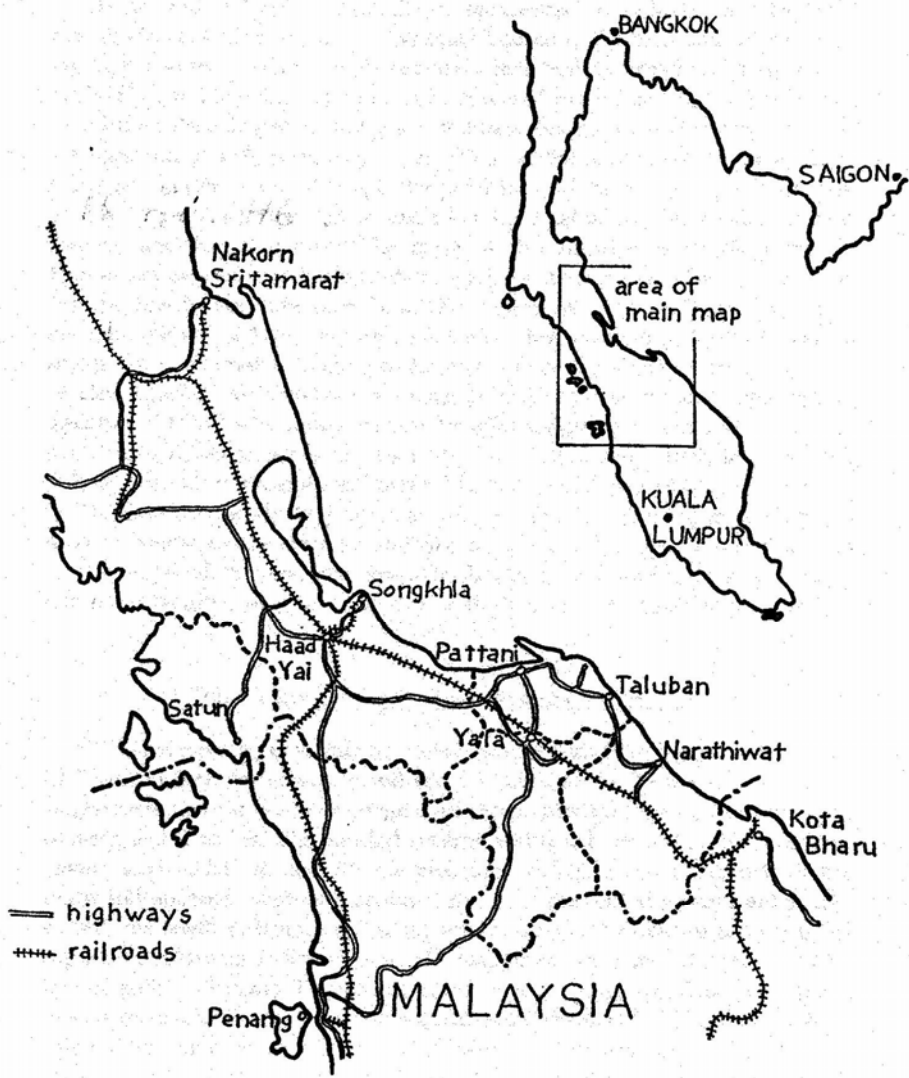 BANGKOK
SAIGON
Nakorn
Sritamarat
area of
main map
KUALA
LUMPUR
Songkhla
Haad
Yai
Pattani
Taluban
Satun
Yala
Narathiwat
Kota
Bharu
highways
railroads
MALAYSIA
Penang